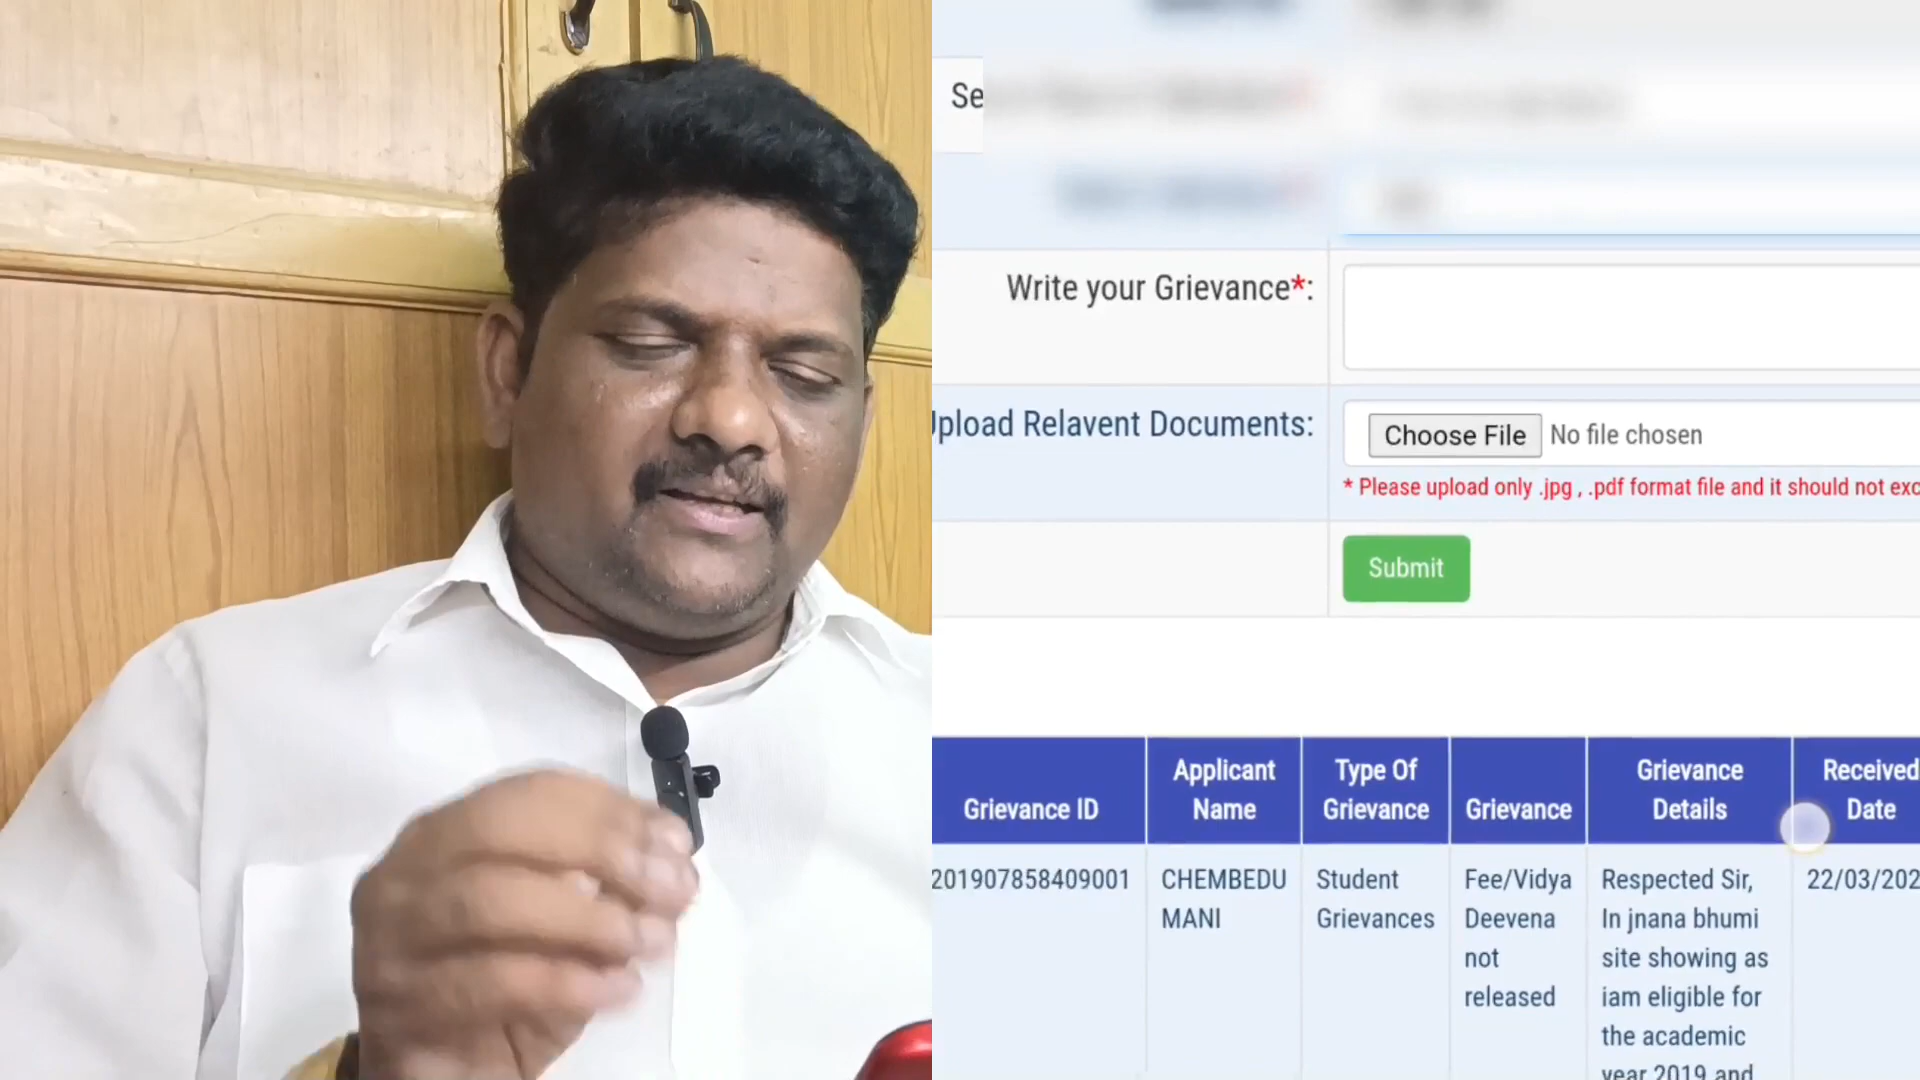 Se
Write your Grievance*:
Upload Relavent Documents:
Choose File No file chosen
* Please upload only .jpg , .pdf format file and it should not exc
Submit
Grievance ID
Applicant
Name
Type Of
Grievance
Grievance
Grievance
Details
Received
Date
201907858409001
CHEMBEDU
MANI
Student
Grievances
Fee/Vidya
Deevena
not
released
Respected Sir,
In jnana bhumi
site showing as
iam eligible for
the academic
year 2019 and
22/03/202